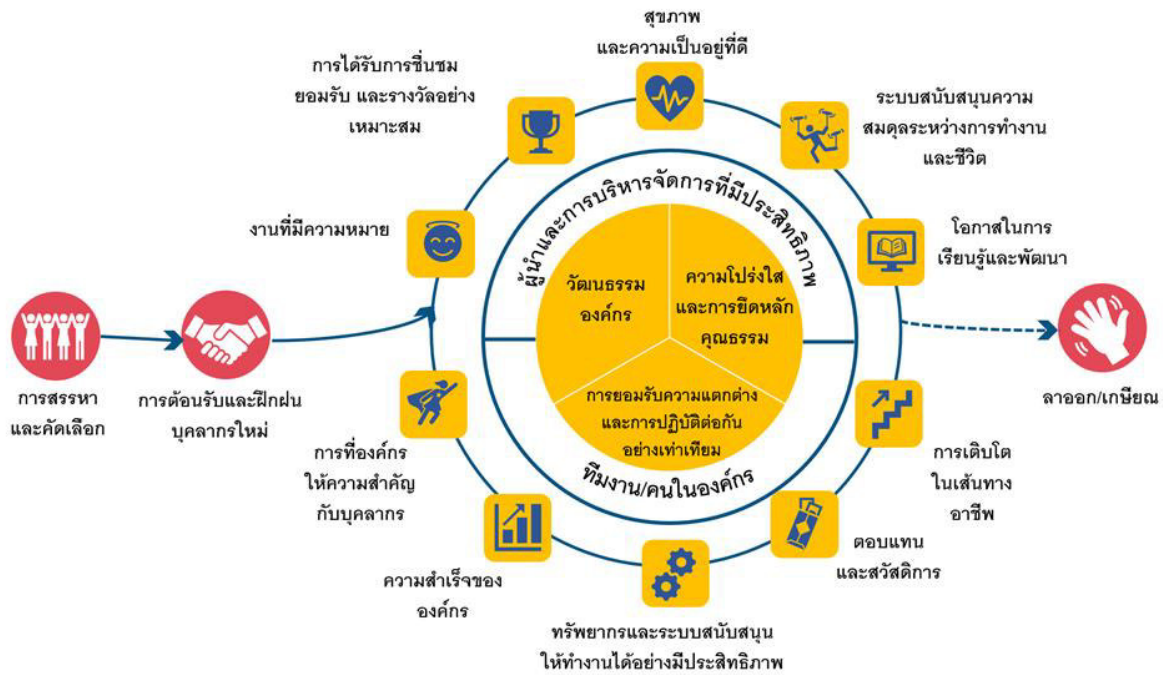 สุขภาพ
และความเป็นอยู่ที่ดี
การได้รับการชื่นชม
ยอมรับ และรางวัลอย่าง
เหมาะสม
ระบบสนับสนุนความ
สมดุลระหว่างการทำงาน
และชีวิต
งานที่มีความหมาย
โอกาสในการ
เรียนรู้และพัฒนา
ผู้นำและการบริหารจัดการที่มีประสิทธิภาพ
วัฒนธรรม
องค์กร
ความโปร่งใส
และการยึดหลัก
คุณธรรม
การยอมรับความแตกต่าง
และการปฏิบัติต่อกัน
อย่างเท่าเทียม
ทีมงาน/คนในองค์กร
การสรรหา
และคัดเลือก
การต้อนรับและฝึกฝน
บุคลากรใหม่
ลาออก/เกษียณ
การที่องค์กร
ให้ความสำคัญ
กับบุคลากร
การเติบโต
ในเส้นทาง
อาชีพ
ความสำเร็จของ
องค์กร
ตอบแทน
และสวัสดิการ
ทรัพยากรและระบบสนับสนุน
ให้ทำงานได้อย่างมีประสิทธิภาพ